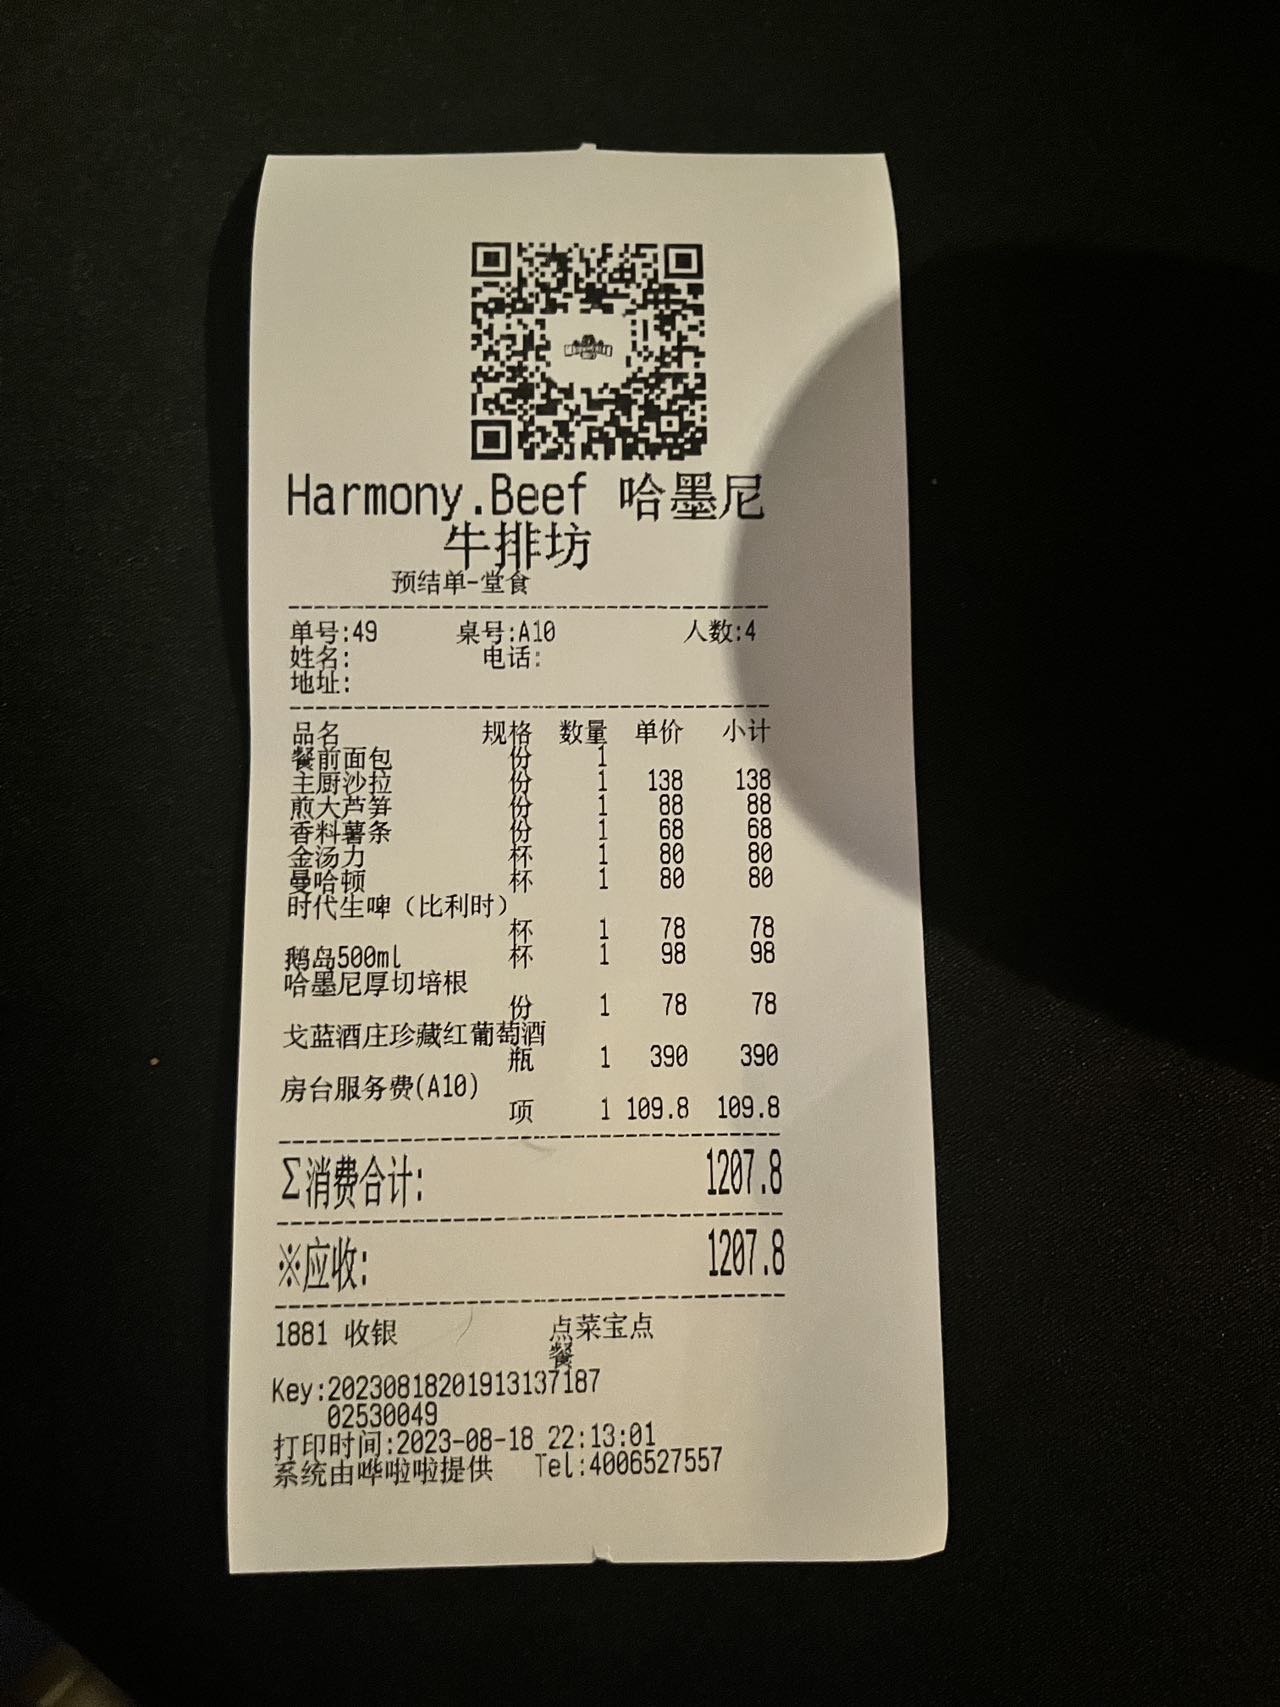 Harmony.Beef 哈墨尼
牛排坊
预结单-堂食
单号:49 桌号:A10 人数:4
姓名: 电话:
地址:
品名 规格 数量 单价 小计
餐前面包 份 1
主厨沙拉 份 1 138 138
煎大芦笋 份 1 88 88
香料薯条 份 1 68 68
金汤力 杯 1 80 80
曼哈顿 杯 1 80 80
时代生啤（比利时）
杯 1 78 78
鹅岛500ml 杯 1 98 98
哈墨尼厚切培根
份 1 78 78
戈蓝酒庄珍藏红葡萄酒
瓶 1 390 390
房台服务费(A10)
项 1 109.8 109.8
Σ消费合计: 1207.8
※应收: 1207.8
1881 收银 点菜宝点
餐
Key:20230818201913137187
02530049
打印时间:2023-08-18 22:13:01
系统由哗啦啦提供 Tel:4006527557